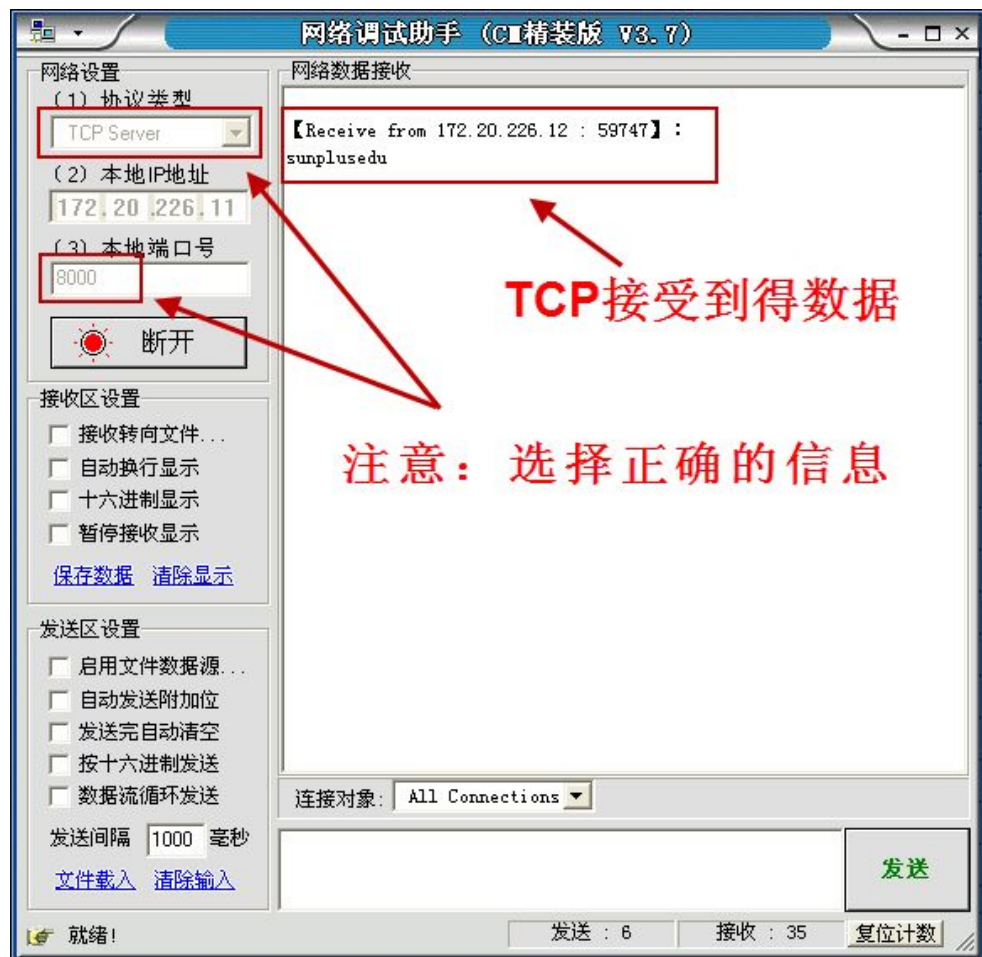 网络调试助手 (CⅢ精装版 V3.7)
网络设置
(1) 协议类型
TCP Server
(2) 本地IP地址
172 . 20 .226 . 11
(3) 本地端口号
8000
断开
接收区设置
接收转向文件...
自动换行显示
十六进制显示
暂停接收显示
保存数据 清除显示
发送区设置
启用文件数据源...
自动发送附加位
发送完自动清空
按十六进制发送
数据流循环发送
发送间隔 1000 毫秒
文件载入 清除输入
网络数据接收
【Receive from 172.20.226.12 : 59747】:
sunplusedu
TCP接受到得数据
注意: 选择正确的信息
连接对象: All Connections
发送
就绪!
发送 : 6
接收 : 35
复位计数